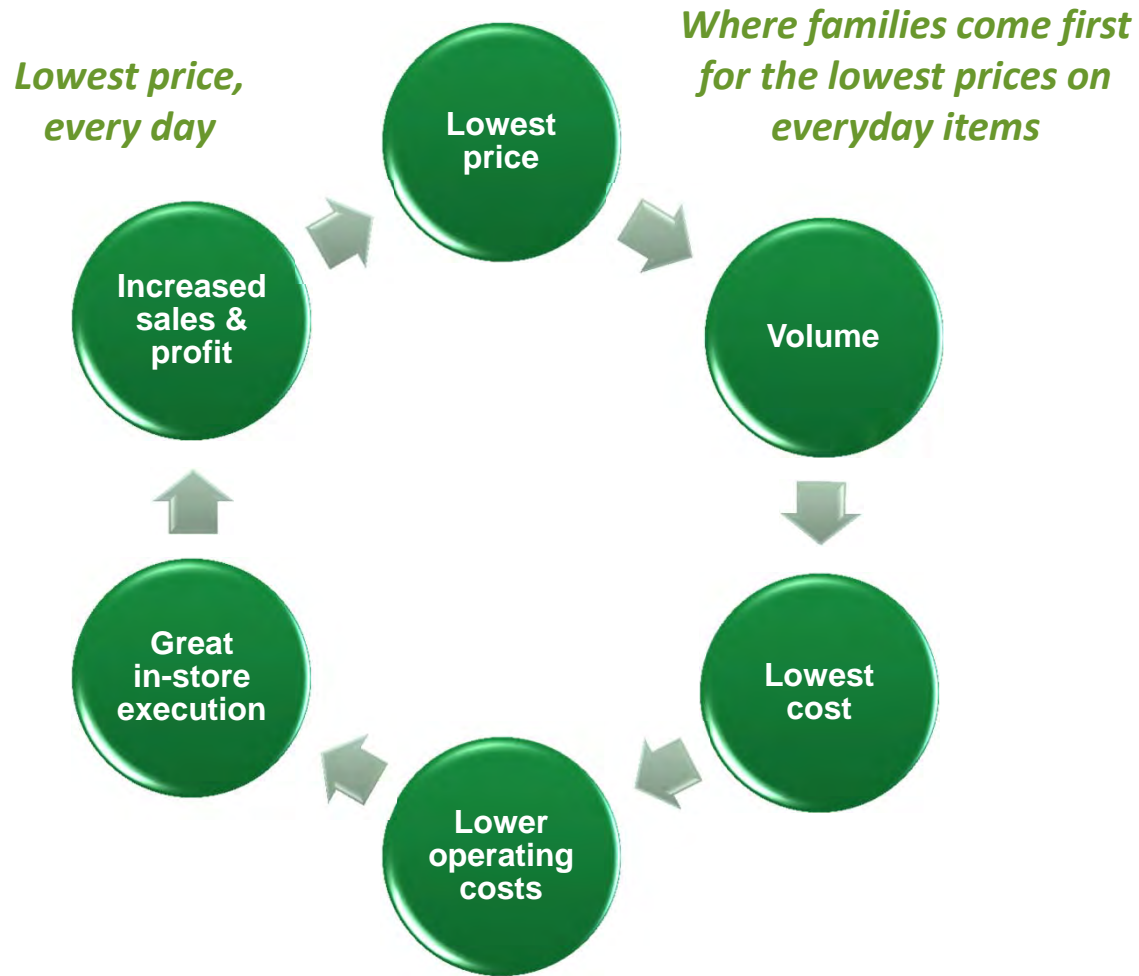 Lowest price,
every day
Where families come first
for the lowest prices on
everyday items
Lowest
price
Volume
Lowest
cost
Lower
operating
costs
Great
in-store
execution
Increased
sales &
profit